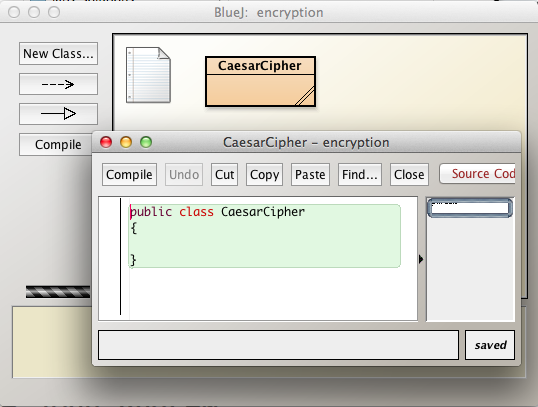 BlueJ: encryption
New Class...
CaesarCipher
Compile
CaesarCipher – encryption
Compile Undo Cut Copy Paste Find... Close Source Cod
public class CaesarCipher
{
}
saved